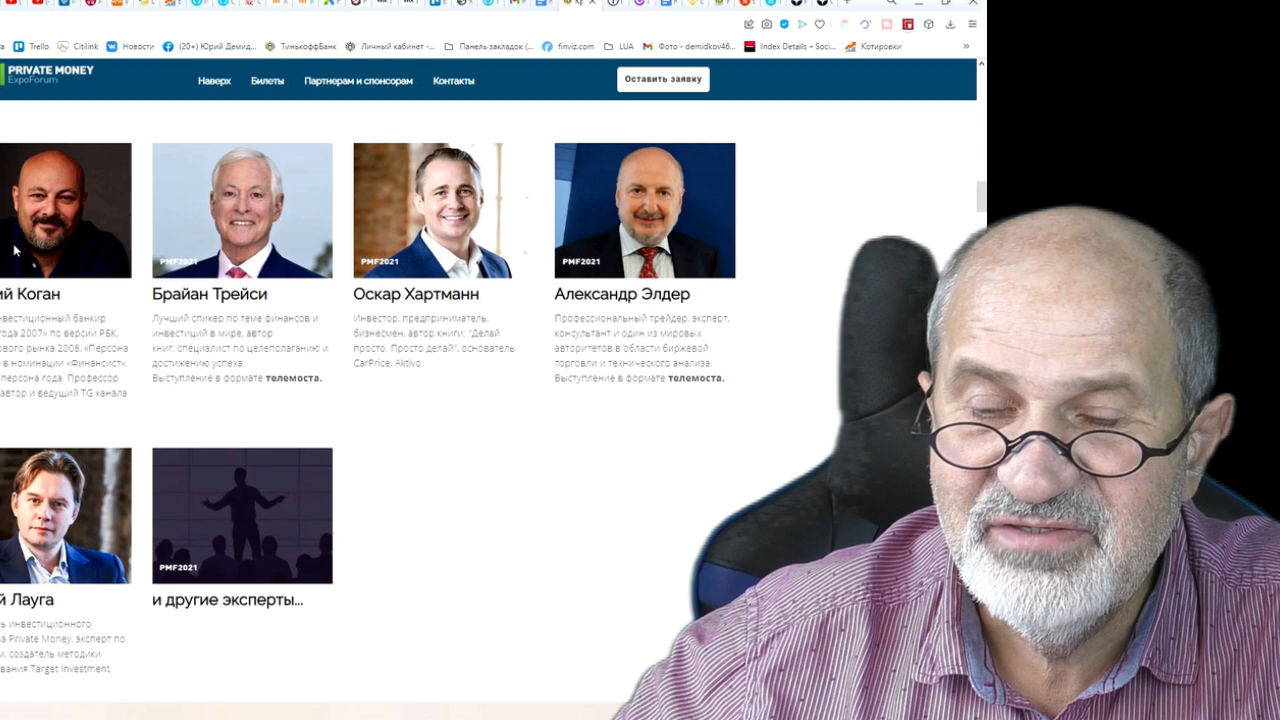 Trello
Citilink
Новости
(20+) Юрий Демид...
ТинькоффБанк
Личный кабинет -...
Панель закладок (...
finviz.com
LUA
Фото - demidkov46...
Index Details – Soci...
Котировки
PRIVATE MONEY
ExpoForum
Наверх
Билеты
Партнерам и спонсорам
Контакты
Оставить заявку
PMF2021
PMF2021
PMF2021
ий Коган
Брайан Трейси
Оскар Хартманн
Александр Элдер
нвестиционный банкир
года 2007» по версии РБК,
ового рынка 2008, «Персона
в номинации «Финансист»,
персона года. Профессор
автор и ведущий TG канала
Лучший спикер по теме финансов и
инвестиций в мире, автор
книг, специалист по целеполаганию и
достижению успеха.
Выступление в формате телемоста.
Инвестор, предприниматель,
бизнесмен, автор книги: "Делай
просто. Просто делай", основатель
CarPrice, Aktivo.
Профессиональный трейдер, эксперт,
консультант и один из мировых
авторитетов в области биржевой
торговли и технического анализа.
Выступление в формате телемоста.
PMF2021
й Лауга
и другие эксперты...
ь инвестиционного
а Private Money, эксперт по
и, создатель методики
вания Target Investment